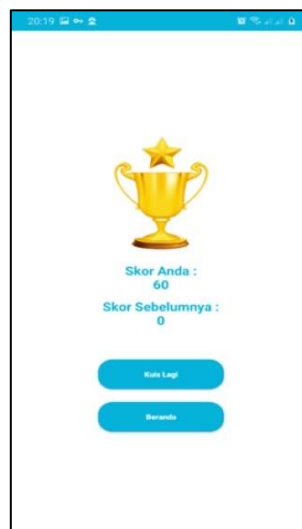 20:19
Skor Anda :
60
Skor Sebelumnya :
0
Kuis Lagi
Beranda